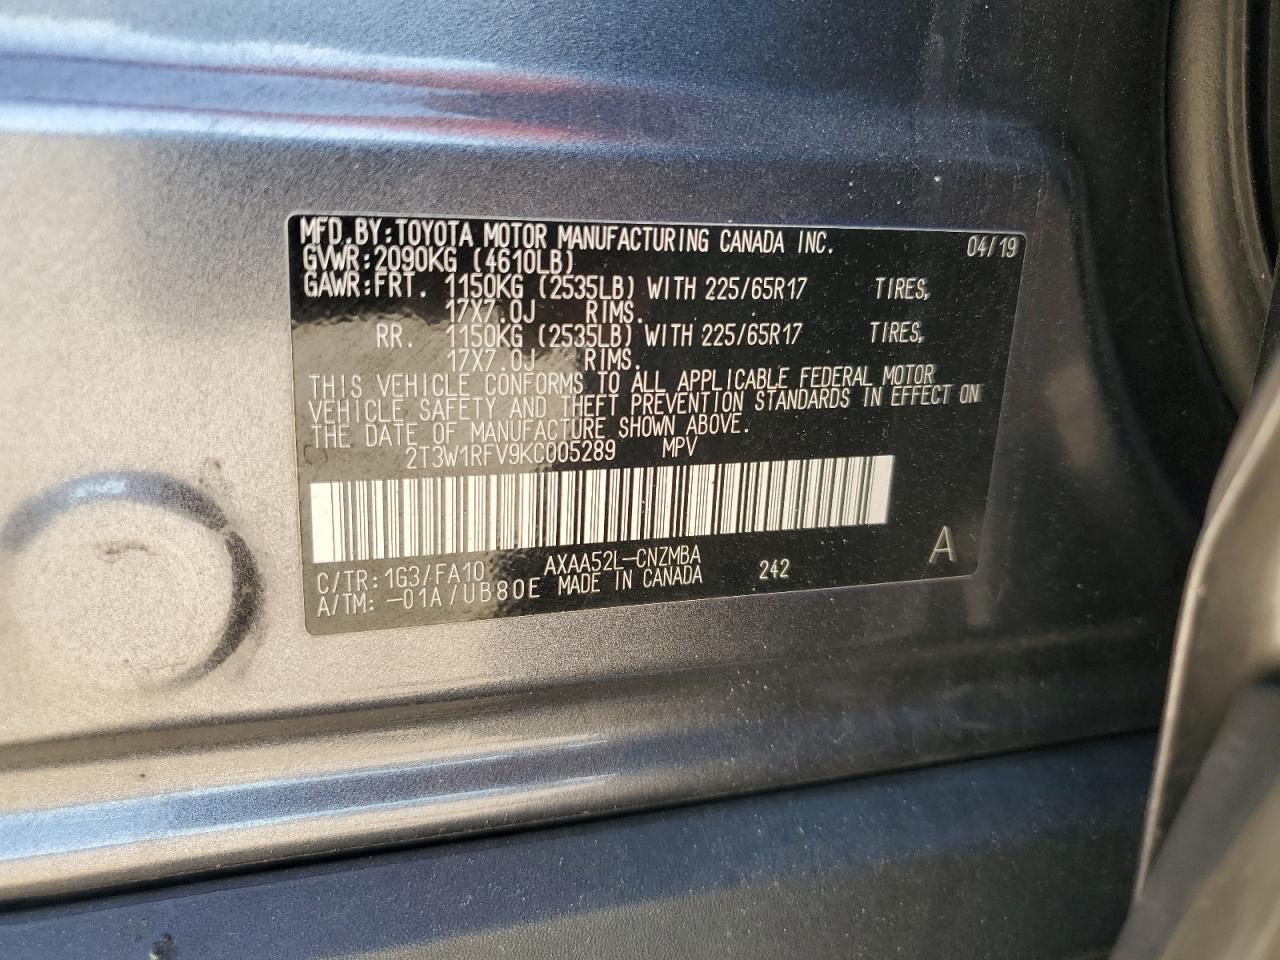 MFD.BY:TOYOTA MOTOR MANUFACTURING CANADA INC. 04/19
GVWR:2090KG (4610LB)
GAWR:FRT. 1150KG (2535LB) WITH 225/65R17 TIRES,
17X7.0J RIMS.
RR. 1150KG (2535LB) WITH 225/65R17 TIRES,
17X7.0J RIMS.
THIS VEHICLE CONFORMS TO ALL APPLICABLE FEDERAL MOTOR
VEHICLE SAFETY AND THEFT PREVENTION STANDARDS IN EFFECT ON
THE DATE OF MANUFACTURE SHOWN ABOVE.
2T3W1RFV9KC005289 MPV
A
C/TR: 1G3/FA10 AXAA52L-CNZMBA
A/TM: -01A/UB80E MADE IN CANADA 242